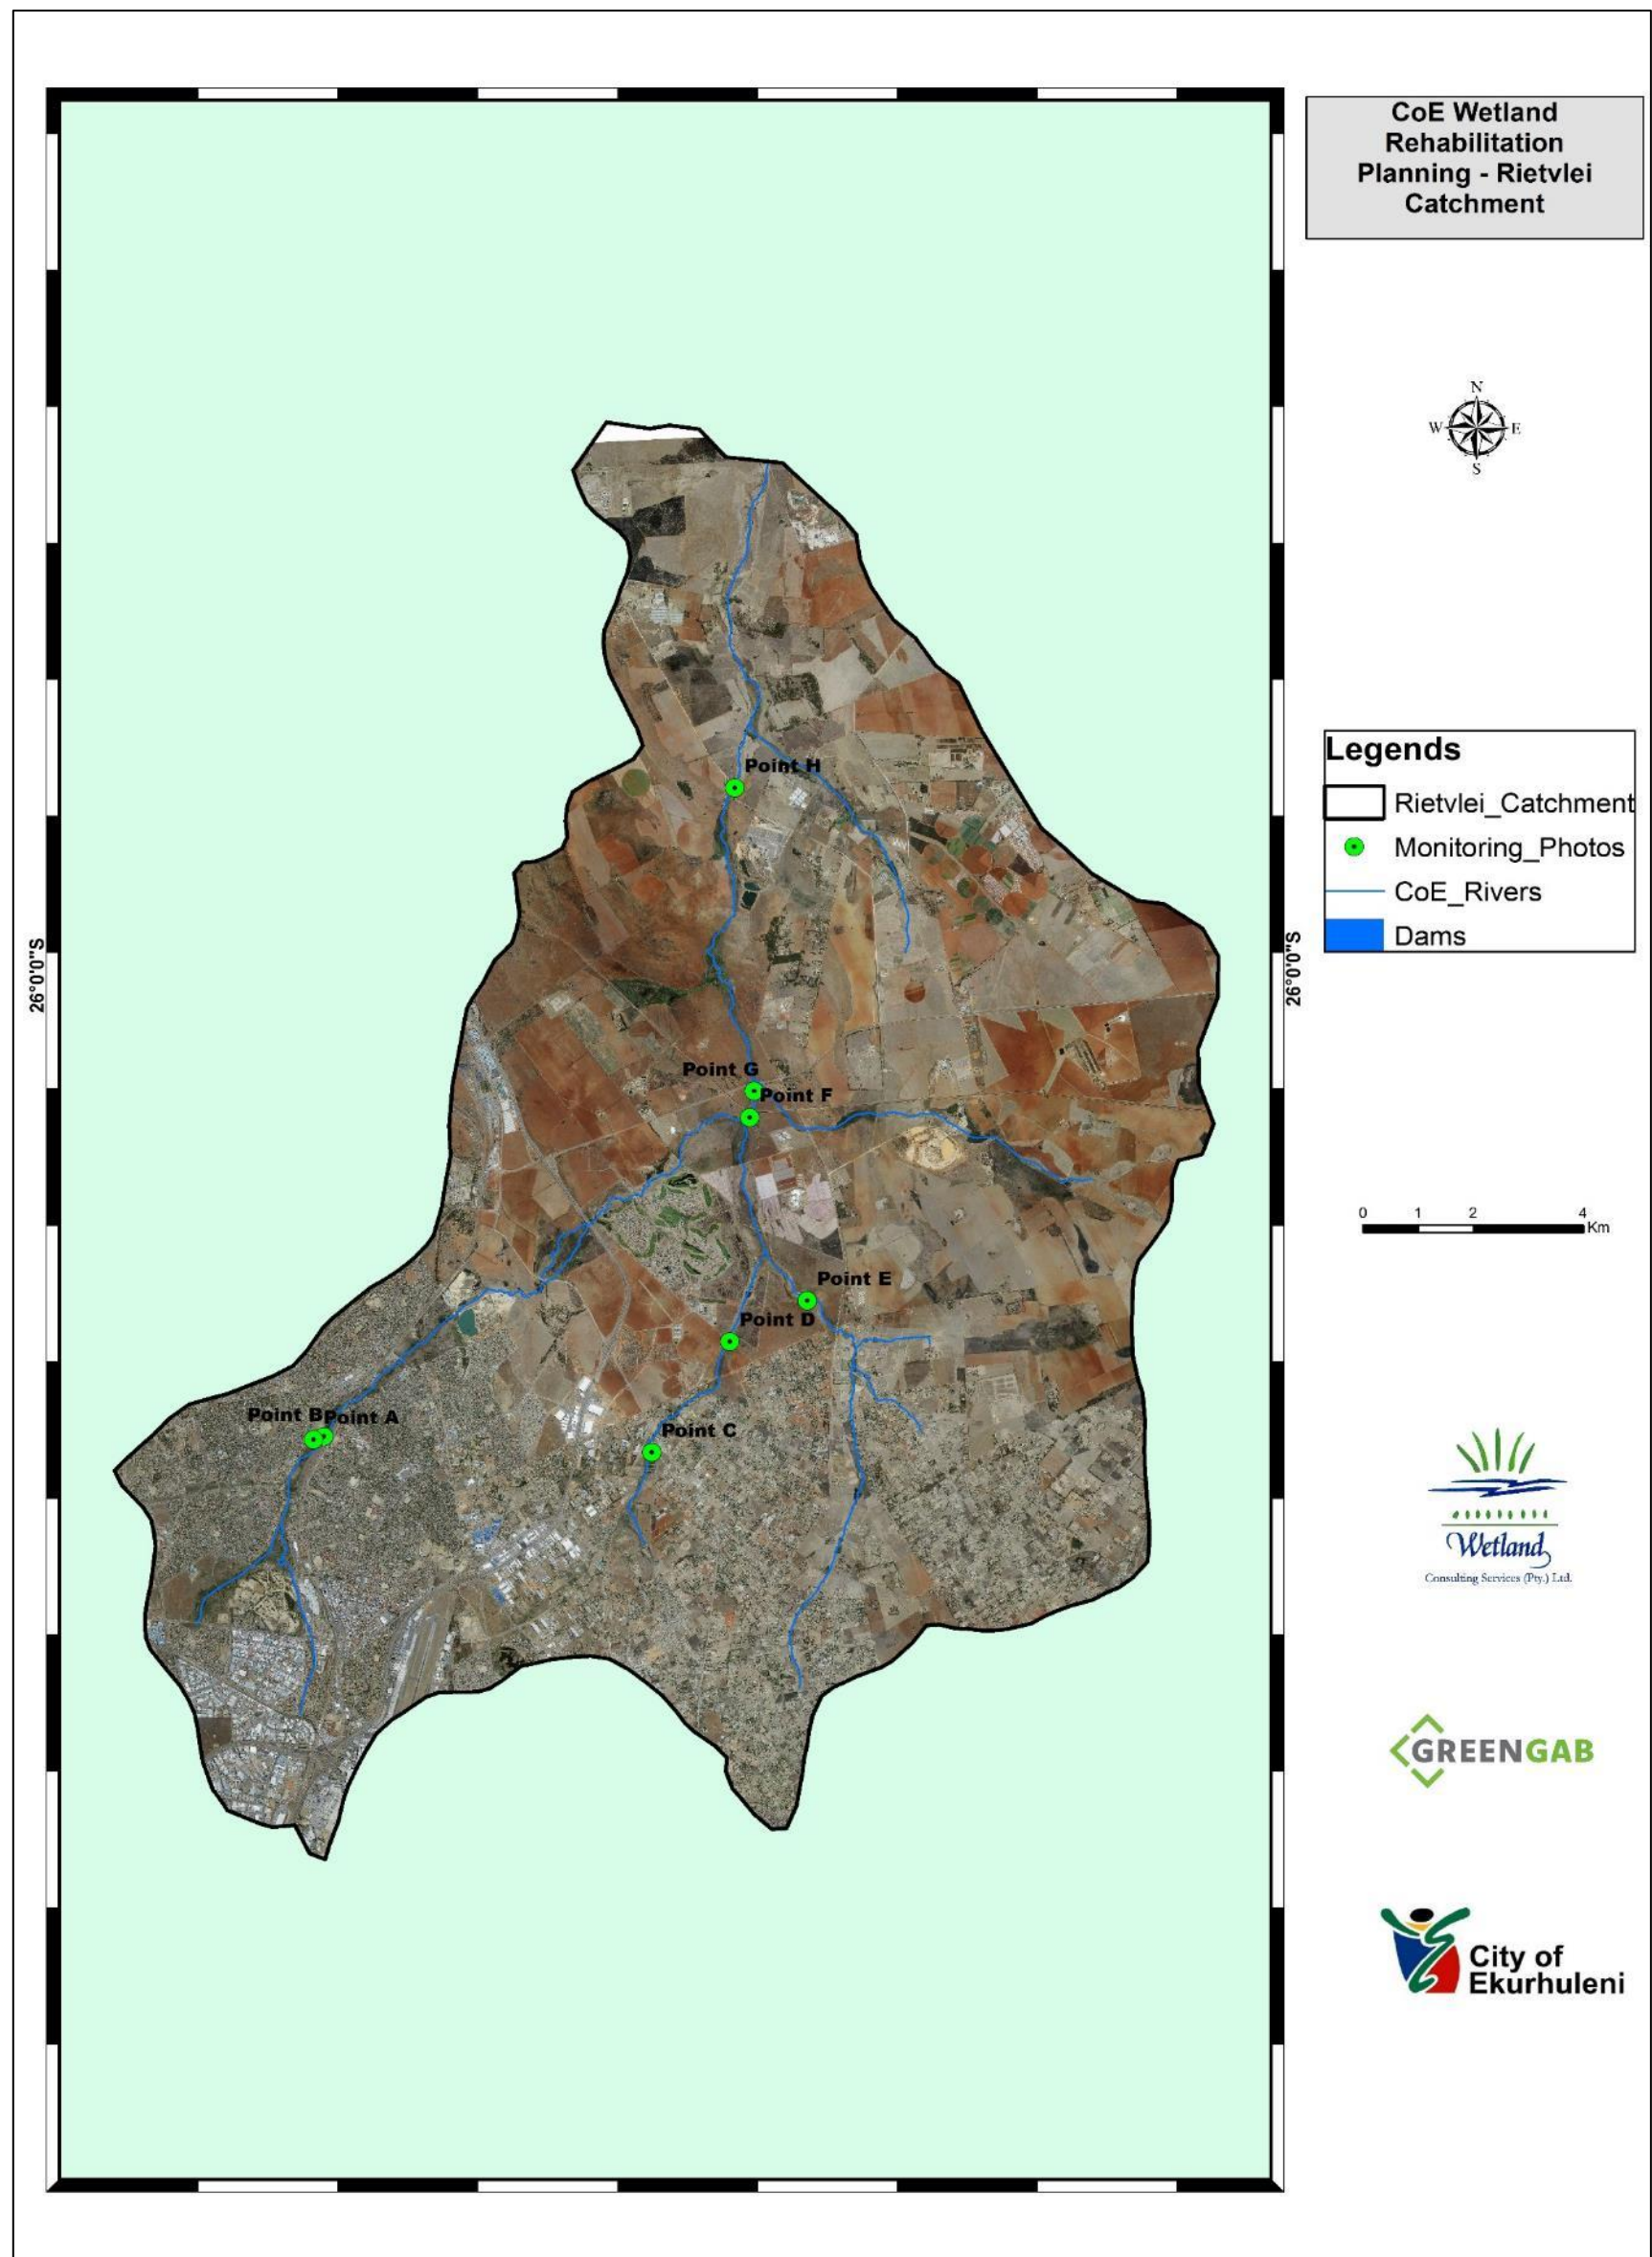 CoE Wetland
Rehabilitation
Planning - Rietvlei
Catchment
N
W E
S
Legends
Rietvlei_Catchment
Monitoring_Photos
CoE_Rivers
Dams
26°0'0"S
26°0'0"S
Point H
Point G
Point F
Point E
Point D
Point B
Point A
Point C
0 1 2 4
Km
Wetland
Consulting Services (Pty.) Ltd.
GREENGAB
City of
Ekurhuleni